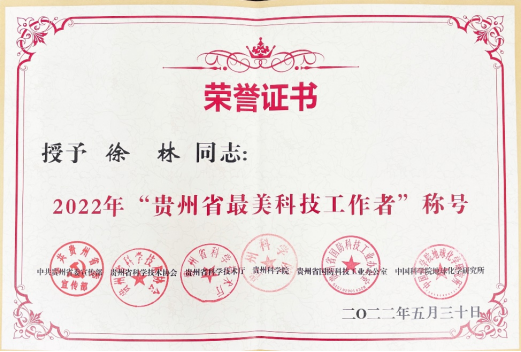 荣誉证书
授予 徐 林 同志:
2022年“贵州省最美科技工作者”称号
中共贵州省委宣传部 贵州省科学技术协会 贵州省科学技术厅 贵州科学院 贵州省国防科技工业办公室 中国科学院地球化学研究所
二〇二二年五月三十日